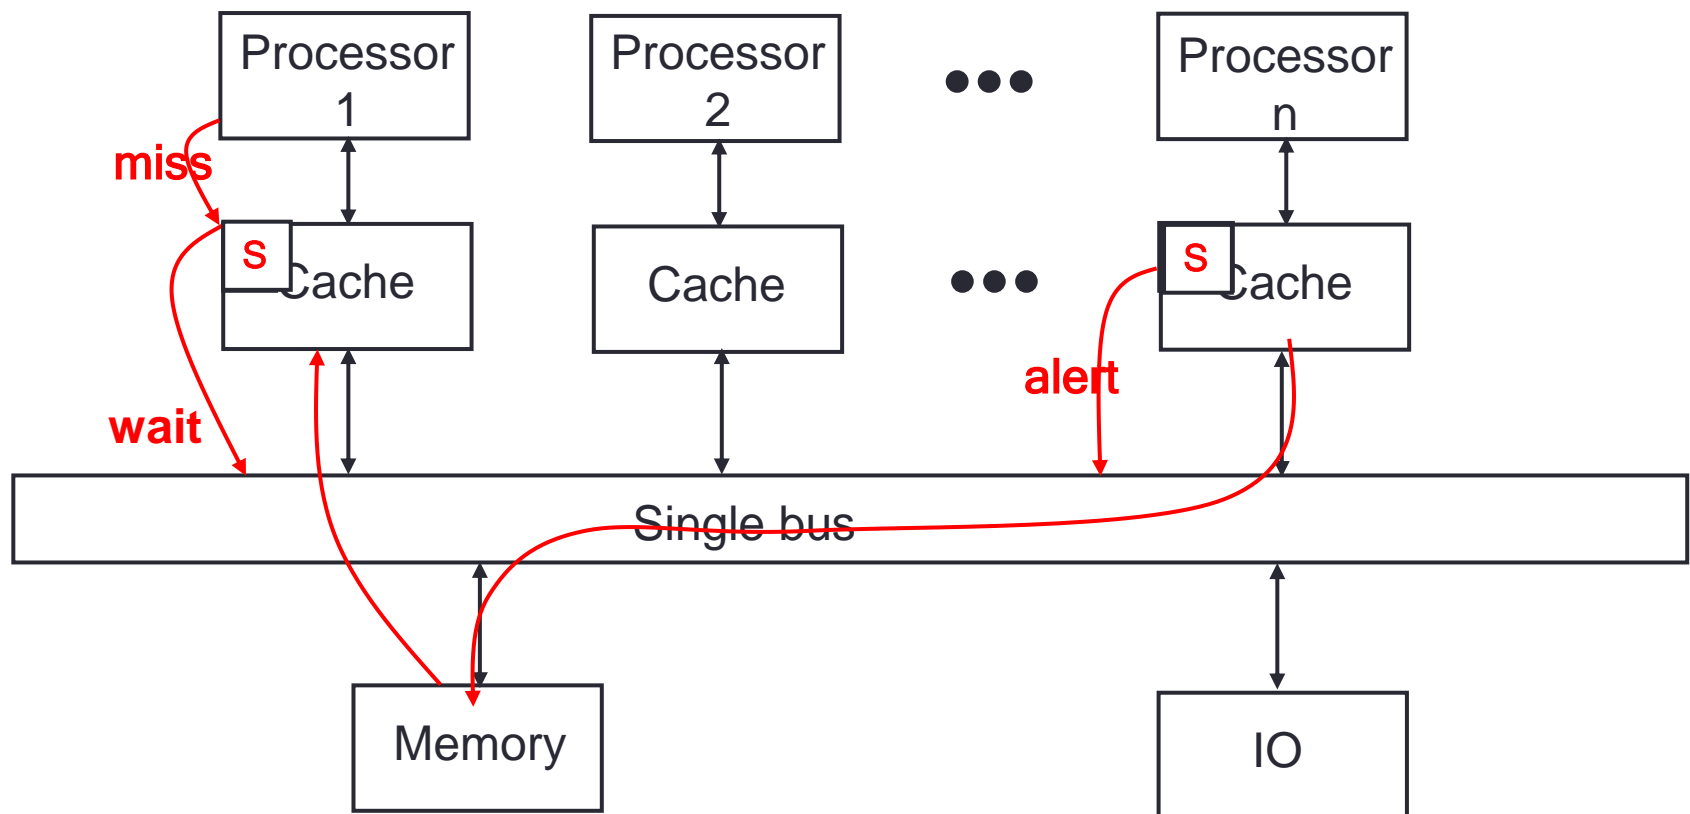 Processor
1
Processor
2
•••
Processor
n
miss
s
Cache
Cache
•••
s
Cache
alert
wait
Single bus
Memory
IO